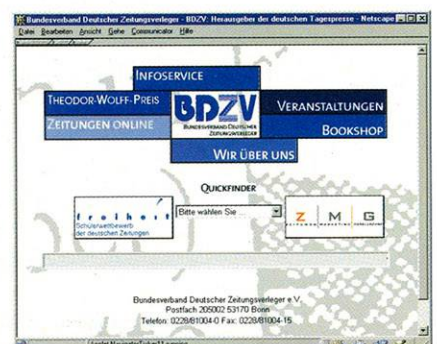 Bundesverband Deutscher Zeitungsverleger - BDZV: Herausgeber der deutschen Tagespresse - Netscape
Datei Bearbeiten Ansicht Gehe Communicator Hilfe
INFOSERVICE
THEODOR-WOLFF-PREIS
BDZV
BUNDESVERBAND DEUTSCHER
ZEITUNGSVERLEGER
VERANSTALTUNGEN
ZEITUNGEN ONLINE
BOOKSHOP
WIR ÜBER UNS
QUICKFINDER
freiheit
Schülerwettbewerb
der deutschen Zeitungen
Bitte wählen Sie ...
Z M G
ZEITUNGS MARKETING GESELLSCHAFT
Bundesverband Deutscher Zeitungsverleger e.V.
Postfach 205002 53170 Bonn
Telefon: 0228/81004-0 Fax: 0228/81004-15